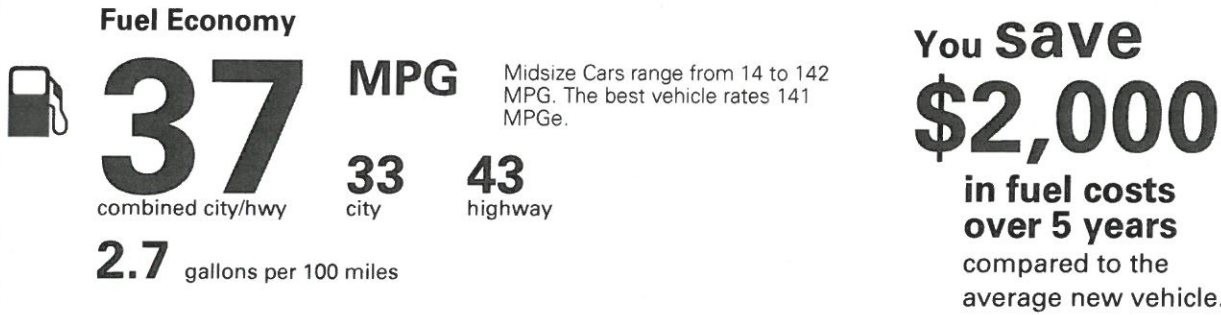 Fuel Economy
37
MPG
Midsize Cars range from 14 to 142
MPG. The best vehicle rates 141
MPGe.
combined city/hwy
33
city
43
highway
2.7 gallons per 100 miles
You save
$2,000
in fuel costs
over 5 years
compared to the
average new vehicle.